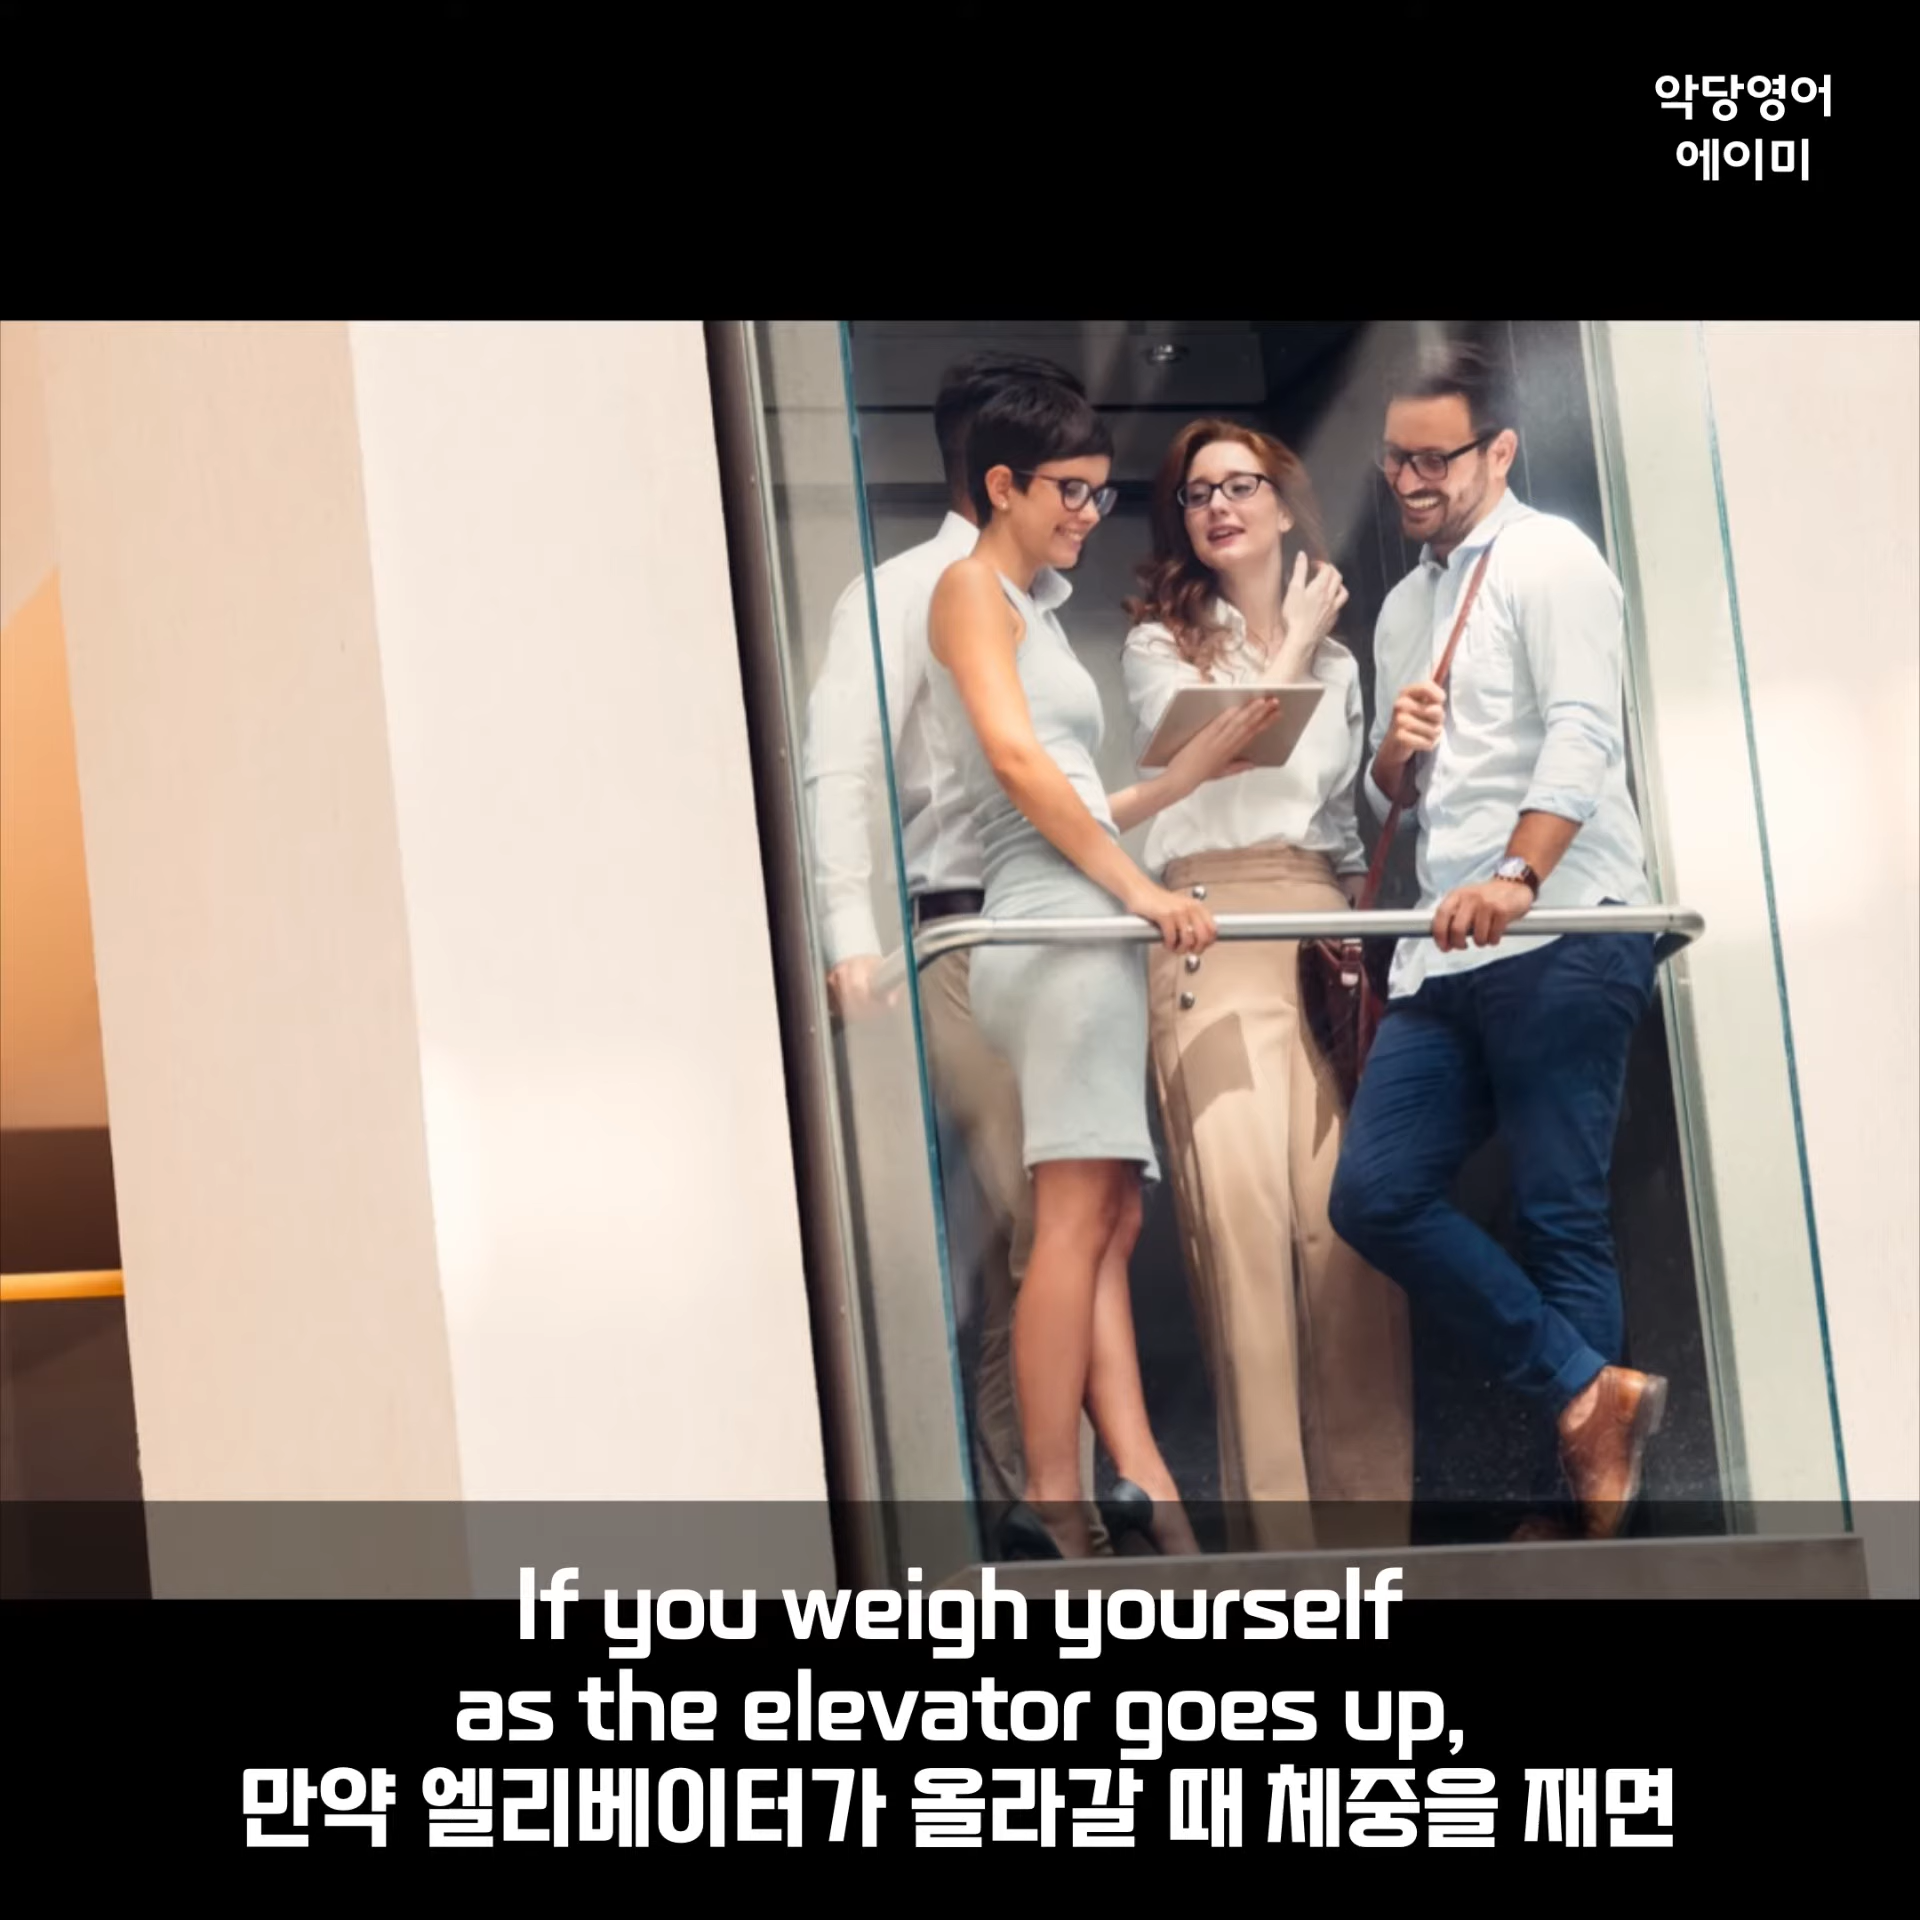 악당영어
에이미
If you weigh yourself
as the elevator goes up,
만약 엘리베이터가 올라갈 때 체중을 재면